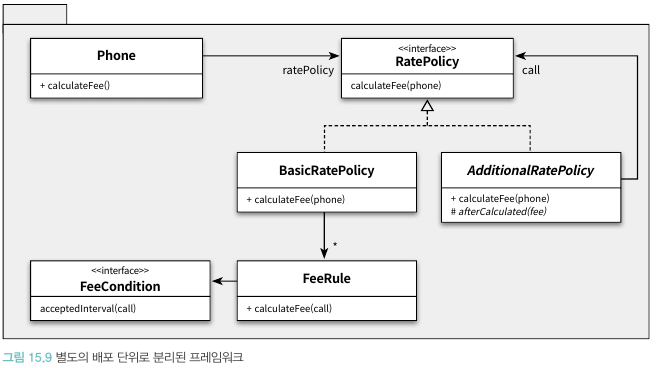 Phone
+ calculateFee()
ratePolicy
<<interface>>
RatePolicy
calculateFee(phone)
call
BasicRatePolicy
+ calculateFee(phone)
AdditionalRatePolicy
+ calculateFee(phone)
# afterCalculated(fee)
*
<<interface>>
FeeCondition
acceptedInterval(call)
FeeRule
+ calculateFee(call)
그림 15.9 별도의 배포 단위로 분리된 프레임워크